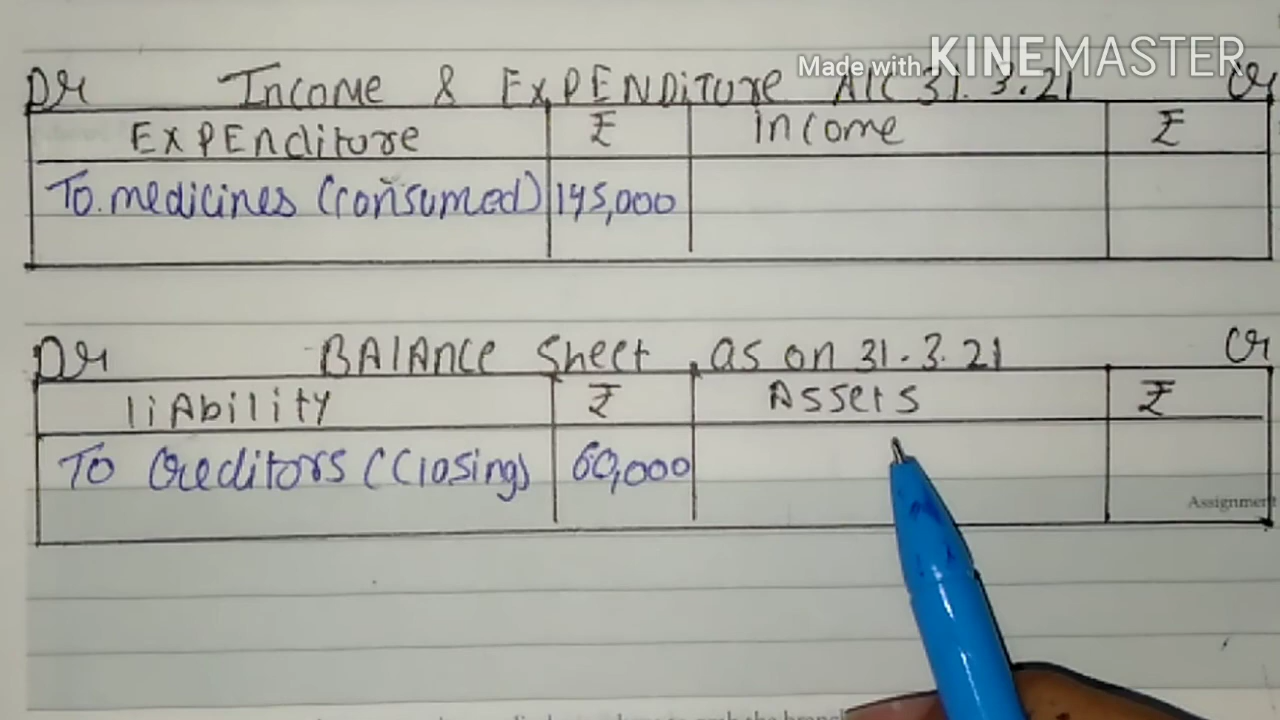 Made with KINEMASTER
Dr Income & ExPENDiTure A/C 31.3.21 Cr
ExPEnditure ₹ income ₹
To. medicines (consumed) 145,000
Dr BAlAnce Sheet as on 31.3.21 Cr
liAbility ₹ Assets ₹
To Creditors (Closing) 60,000
Assignment